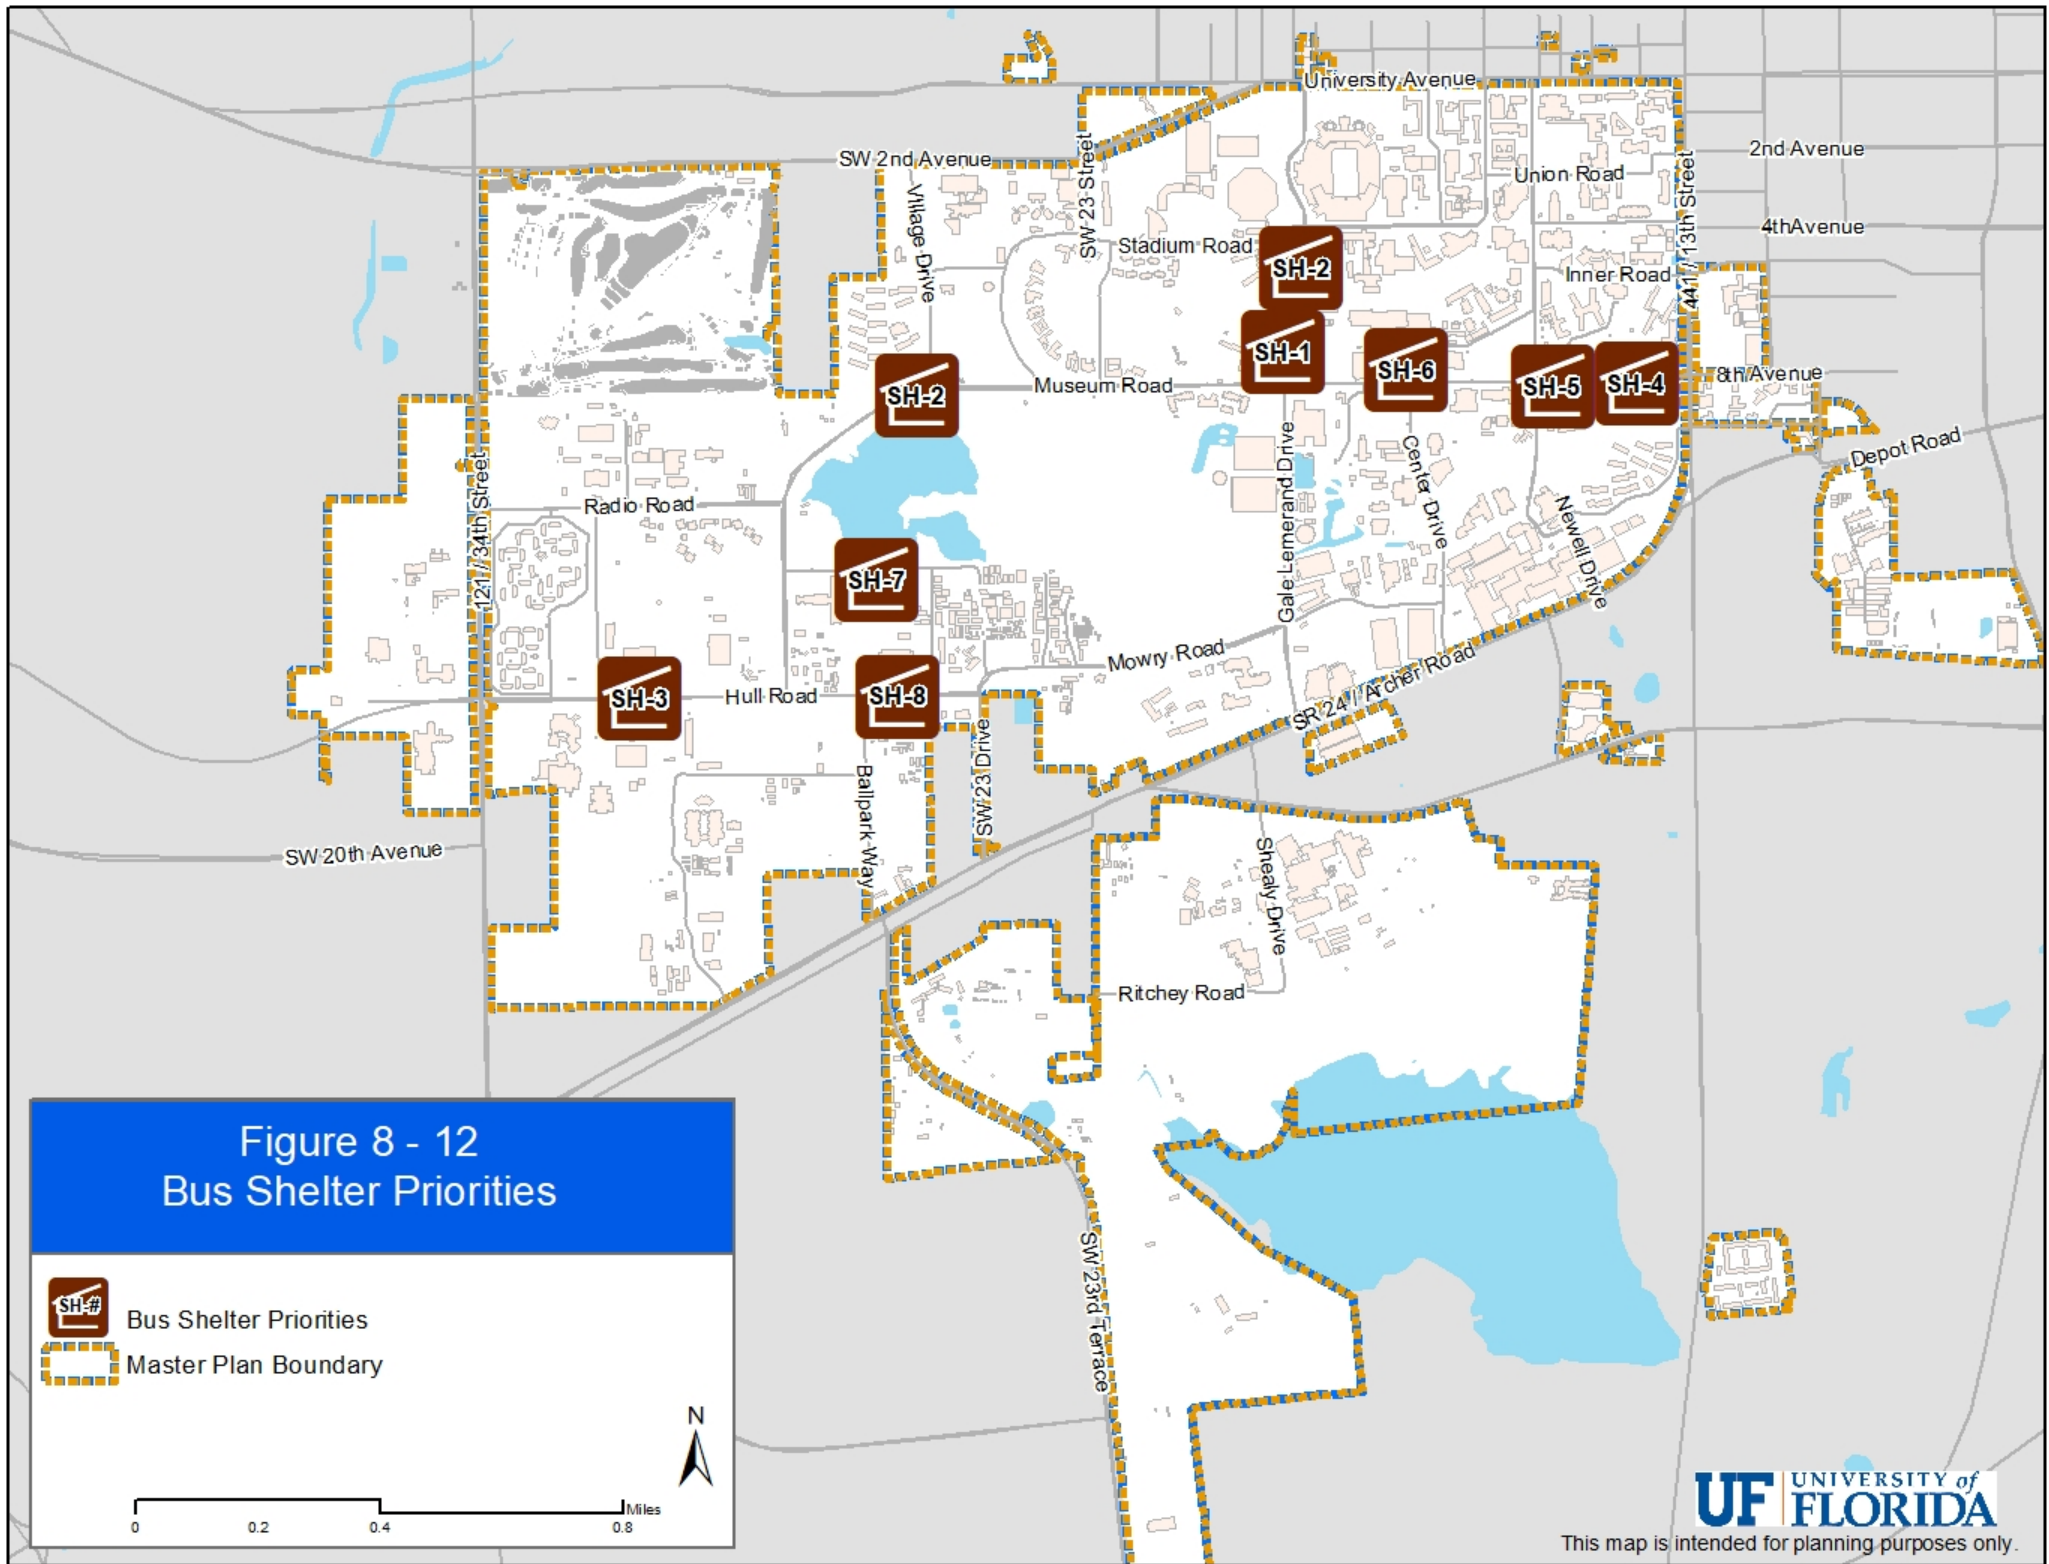 University Avenue
SW 2nd Avenue
2nd Avenue
Union Road
Village Drive
SW 23 Street
441 / 13th Street
4thAvenue
Stadium Road
SH-2
Inner Road
SH-1
SH-6
SH-5
SH-4
8th Avenue
SH-2
Museum Road
Depot Road
121 / 34th Street
Radio Road
Gale Lemerand Drive
Center Drive
Newell Drive
SH-7
Mowry Road
SH-3
Hull Road
SH-8
SR 24 / Archer Road
SW 23 Drive
Ballpark Way
SW 20th Avenue
Shealy Drive
Ritchey Road
SW 23rd Terrace
Figure 8 - 12
Bus Shelter Priorities
SH-#
Bus Shelter Priorities
Master Plan Boundary
N
Miles
0 0.2 0.4 0.8
UF UNIVERSITY of
FLORIDA
This map is intended for planning purposes only.